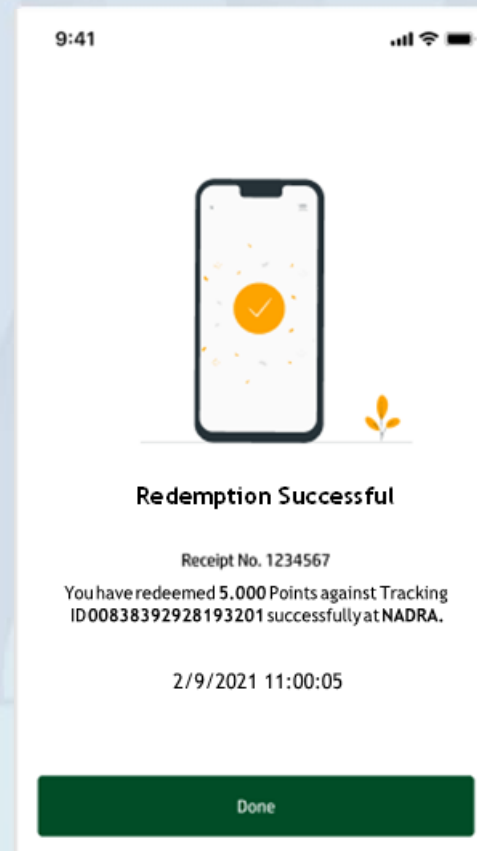 9:41
Redemption Successful
Receipt No. 1234567
You have redeemed 5.000 Points against Tracking
ID00838392928193201 successfully at NADRA.
2/9/2021 11:00:05
Done